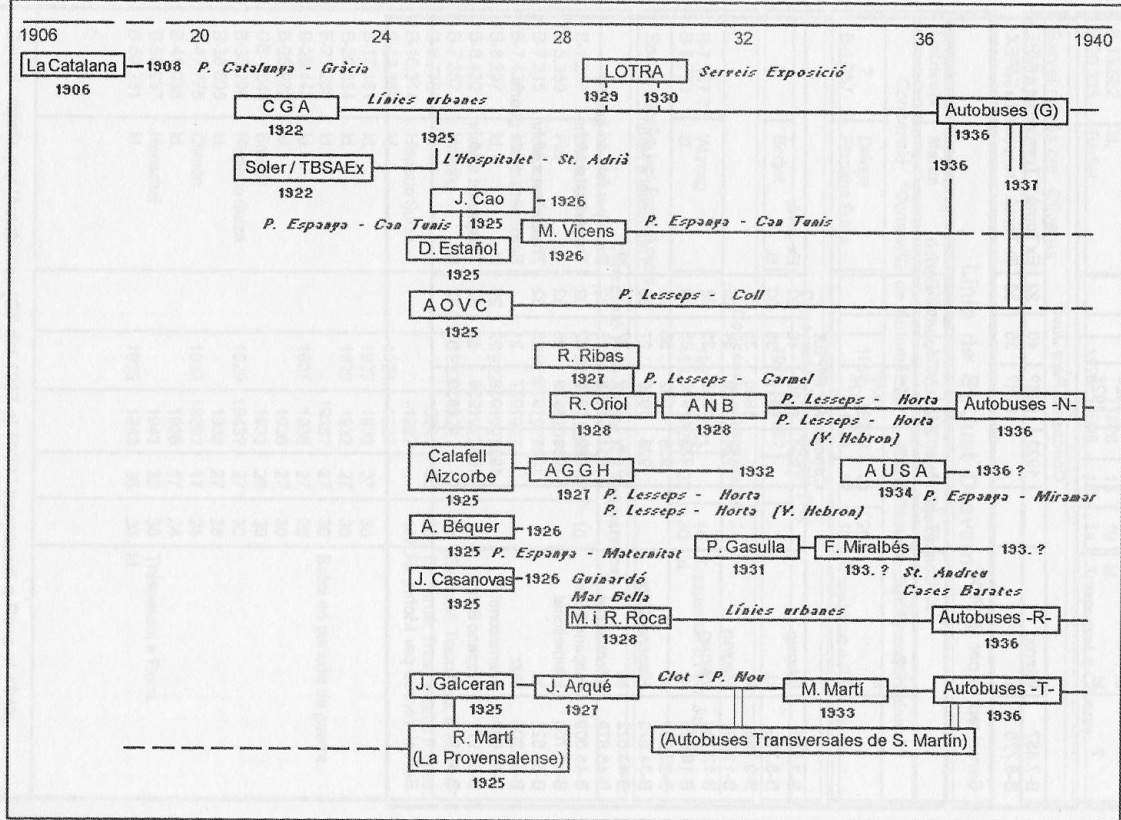 1906 20 24 28 32 36 1940
La Catalana 1908 P. Catalunya - Gràcia
1906
LOTRA Serveis Exposició
1929 1930
CGA Línies urbanes
1922 1925
Autobuses (G)
1936 1936 1937
Soler / TBSAEx L'Hospitalet - St. Adrià
1922
J. Cao 1926
1925
P. Espanya - Can Tunis
M. Vicens P. Espanya - Can Tunis
1926
D. Estañol
1925
AOVC P. Lesseps - Coll
1925
R. Ribas
1927 P. Lesseps - Carmel
R. Oriol ANB P. Lesseps - Horta Autobuses -N-
1928 1928 P. Lesseps - Horta 1936
(V. Hebron)
Calafell
Aizcorbe
1925
AGGH 1932
1927 P. Lesseps - Horta
P. Lesseps - Horta (V. Hebron)
AUSA 1936 ?
1934 P. Espanya - Miramar
A. Béquer 1926
1925 P. Espanya - Maternitat
P. Gasulla F. Miralbés 193. ?
1931 193. ? St. Andreu
Cases Barates
J. Casanovas 1926 Guinardó
1925 Mar Bella
M. i R. Roca Línies urbanes Autobuses -R-
1928 1936
J. Galceran J. Arqué Clot - P. Nou M. Martí Autobuses -T-
1925 1927 1933 1936
R. Martí
(La Provensalense)
1925
(Autobuses Transversales de S. Martín)